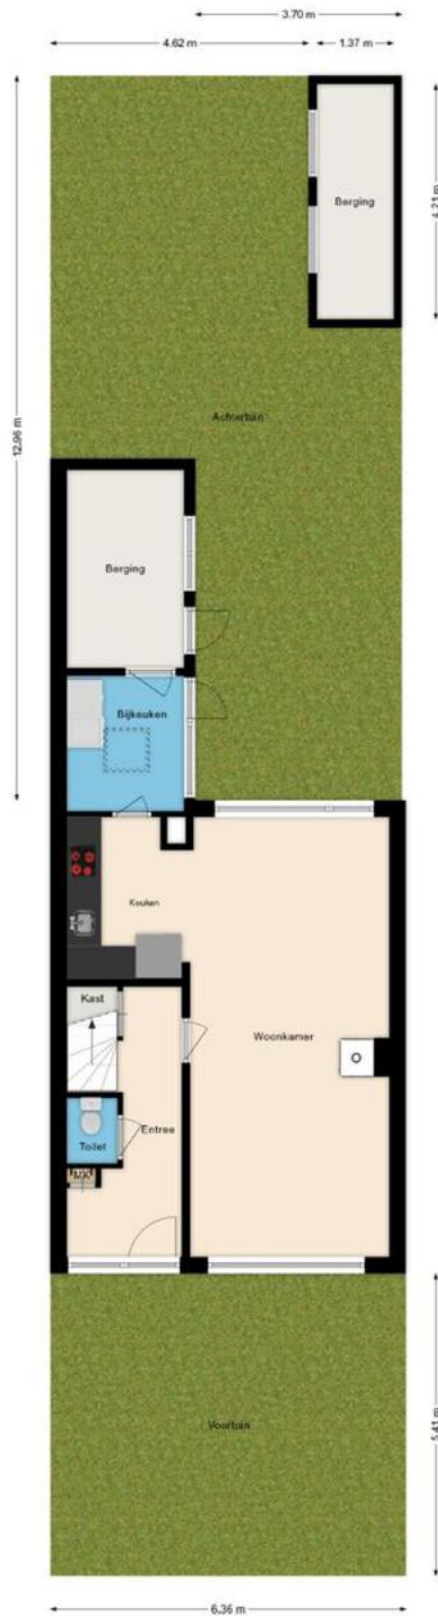 3.70 m
4.62 m
1.37 m
Berging
4.21 m
Achtertuin
12.96 m
Berging
Bijkeuken
Keuken
Kast
Woonkamer
Entree
Toilet
MK
Voortuin
5.41 m
6.36 m